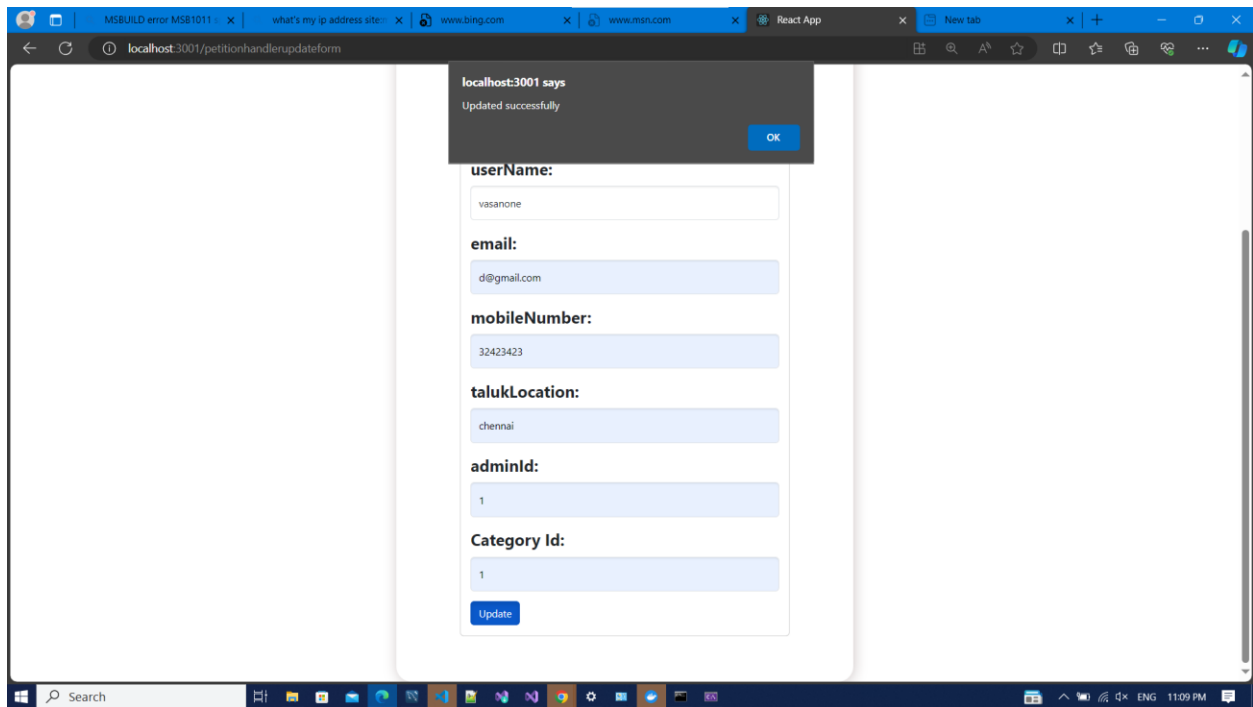 MSBUILD error MSB1011
what's my ip address site:
www.bing.com
www.msn.com
React App
New tab
localhost:3001/petitionhandlerupdateform
localhost:3001 says
Updated successfully
OK
userName:
vasanone
email:
d@gmail.com
mobileNumber:
32423423
talukLocation:
chennai
adminId:
1
Category Id:
1
Update
Search
ENG 11:09 PM